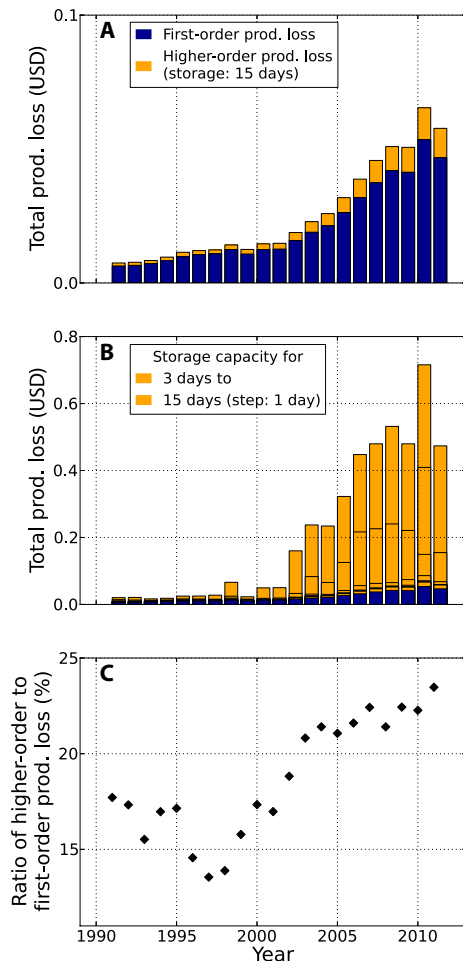 0.1
A
First-order prod. loss
Higher-order prod. loss
(storage: 15 days)
Total prod. loss (USD)
0.0
0.8
B
Storage capacity for
3 days to
15 days (step: 1 day)
0.6
Total prod. loss (USD)
0.4
0.2
0.0
25
C
Ratio of higher-order to
first-order prod. loss (%)
20
15
1990 1995 2000 2005 2010
Year